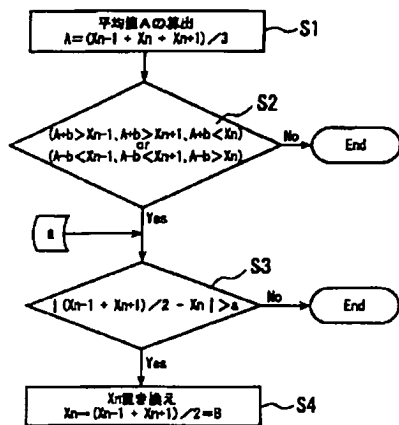 平均値Aの算出
A=(Xn-1 + Xn + Xn+1)/3
S1
S2
(A+b>Xn-1、A+b>Xn+1、A+b<Xn)
or
(A-b<Xn-1、A-b<Xn+1、A-b>Xn)
No
End
Yes
a
S3
| (Xn-1 + Xn+1)/2 - Xn |>a
No
End
Yes
Xn置き換え
Xn←(Xn-1 + Xn+1)/2=B
S4